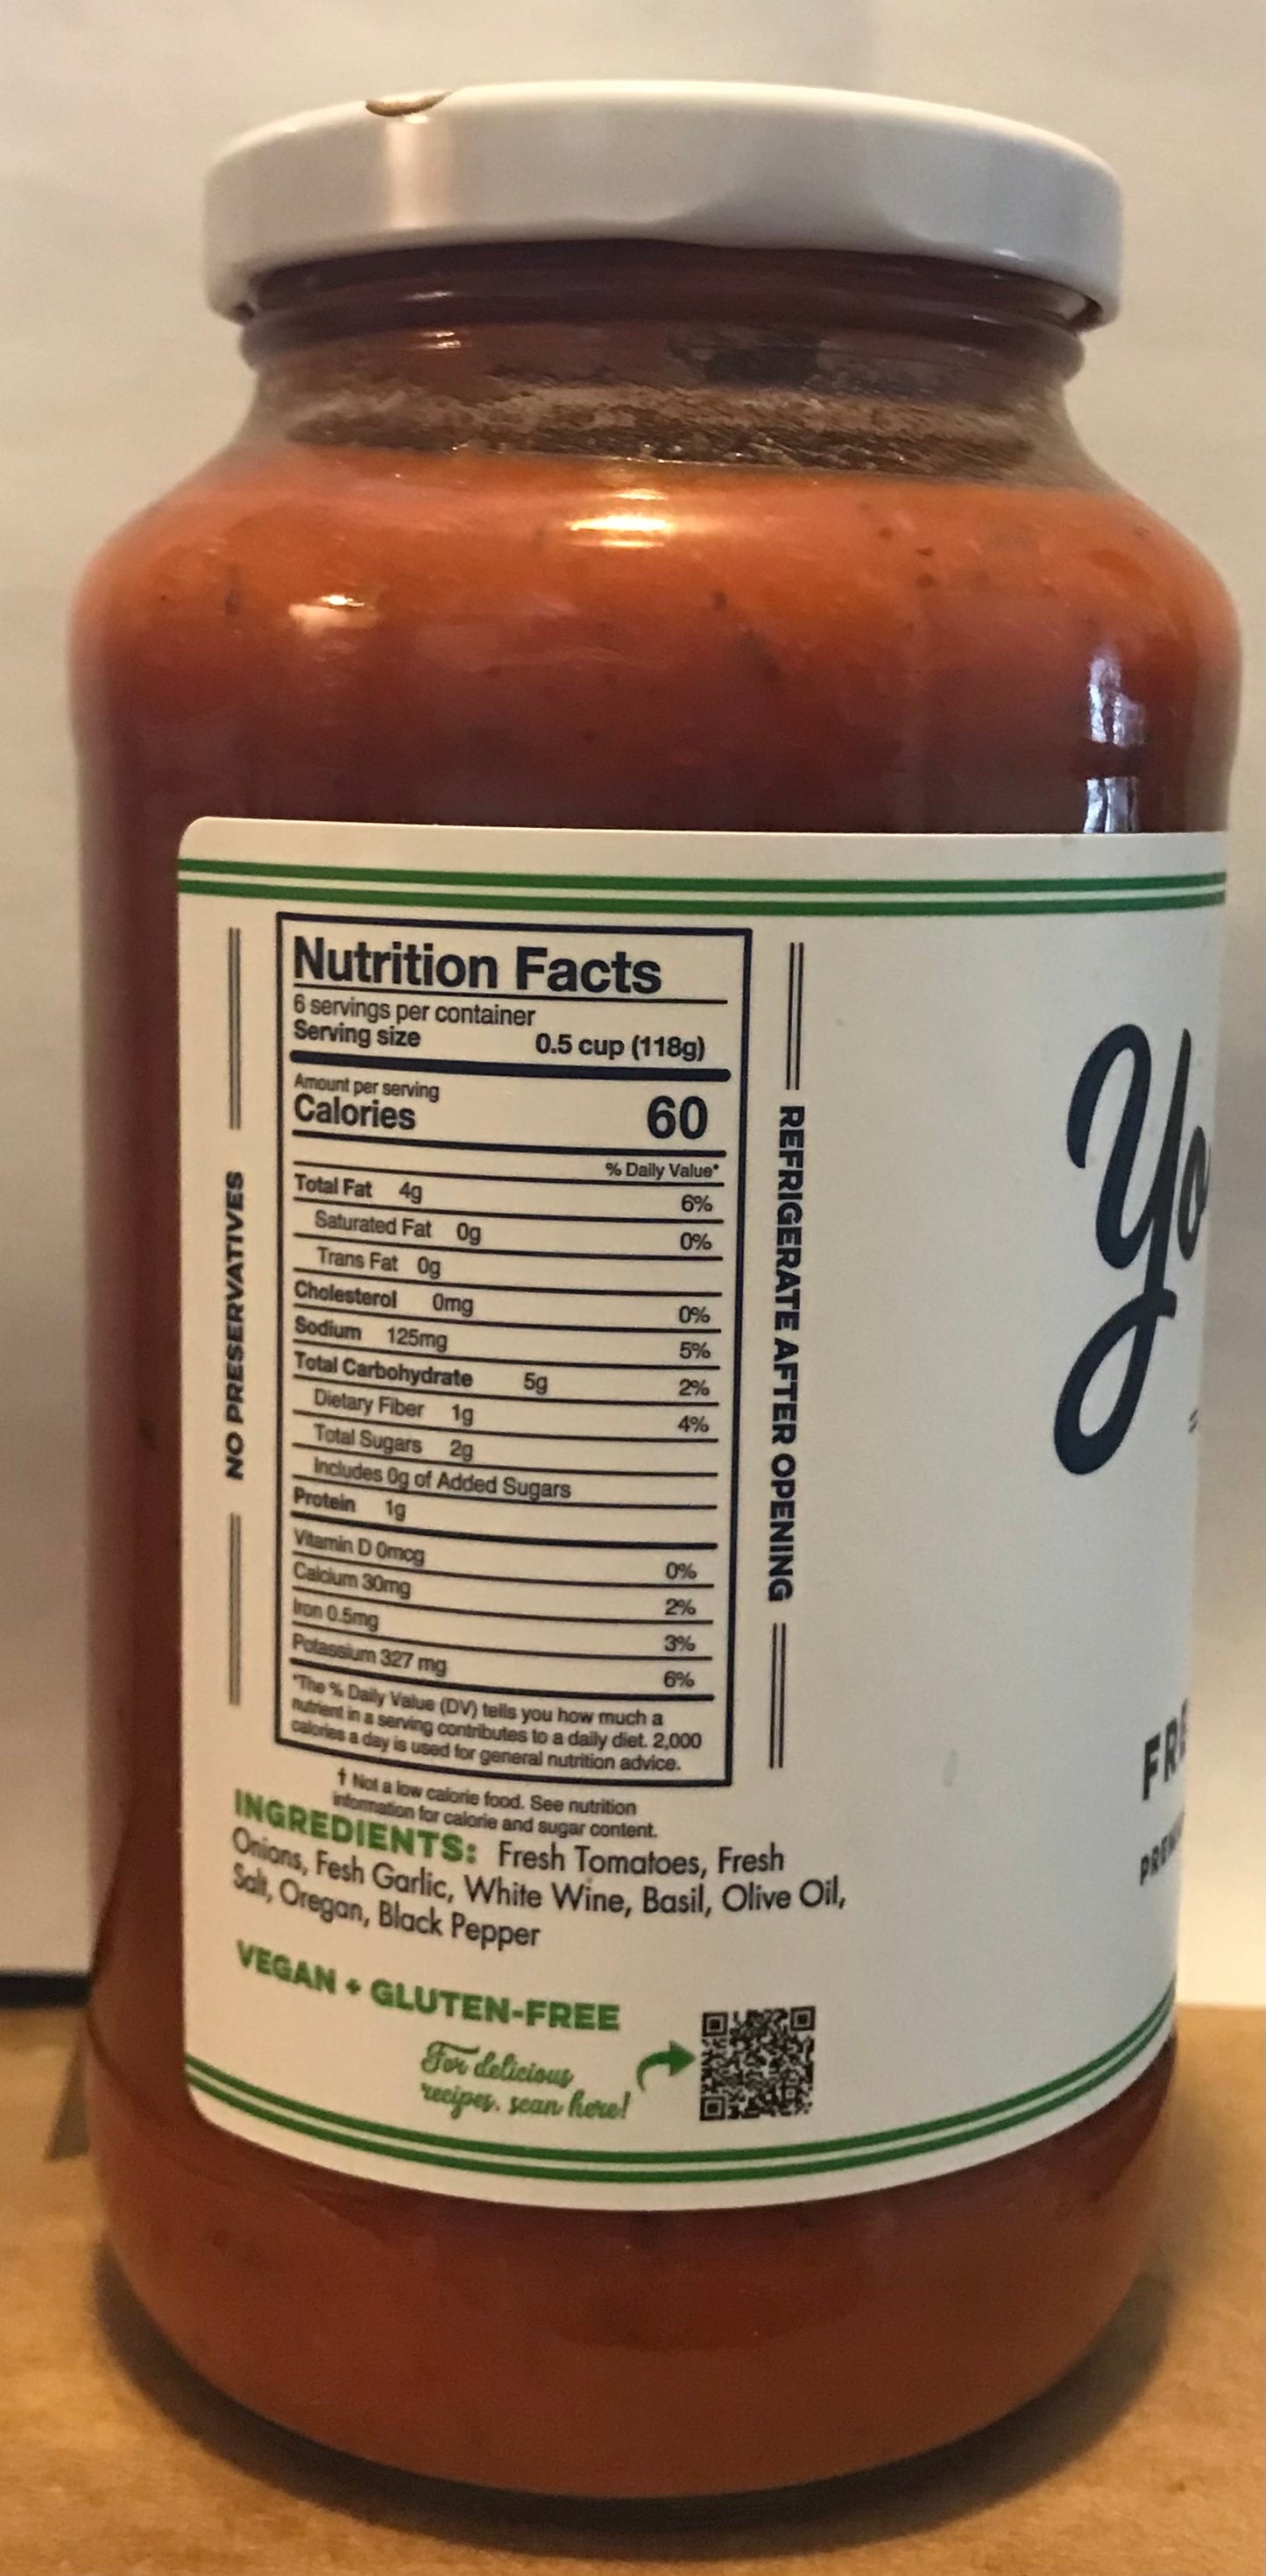 Nutrition Facts
6 servings per container
Serving size 0.5 cup (118g)
Amount per serving
Calories 60
% Daily Value*
Total Fat 4g 6%
Saturated Fat 0g 0%
Trans Fat 0g
Cholesterol 0mg 0%
Sodium 125mg 5%
Total Carbohydrate 5g 2%
Dietary Fiber 1g 4%
Total Sugars 2g
Includes 0g of Added Sugars
Protein 1g
Vitamin D 0mcg 0%
Calcium 30mg 2%
Iron 0.5mg 3%
Potassium 327 mg 6%
*The % Daily Value (DV) tells you how much a
nutrient in a serving contributes to a daily diet. 2,000
calories a day is used for general nutrition advice.
† Not a low calorie food. See nutrition
information for calorie and sugar content.
INGREDIENTS: Fresh Tomatoes, Fresh
Onions, Fesh Garlic, White Wine, Basil, Olive Oil,
Salt, Oregan, Black Pepper
VEGAN + GLUTEN-FREE
For delicious
recipes, scan here!
NO PRESERVATIVES
REFRIGERATE AFTER OPENING
Yo